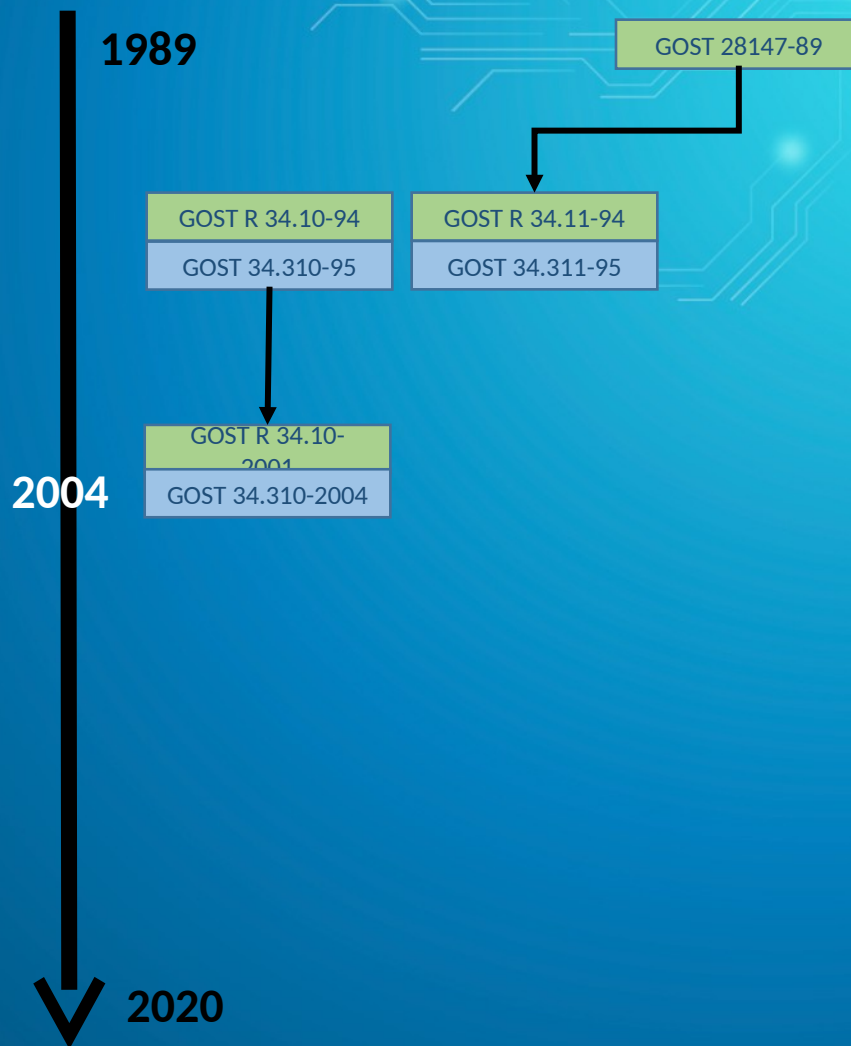 1989
GOST 28147-89
GOST R 34.10-94
GOST R 34.11-94
GOST 34.310-95
GOST 34.311-95
GOST R 34.10-
2001
2004
GOST 34.310-2004
2020